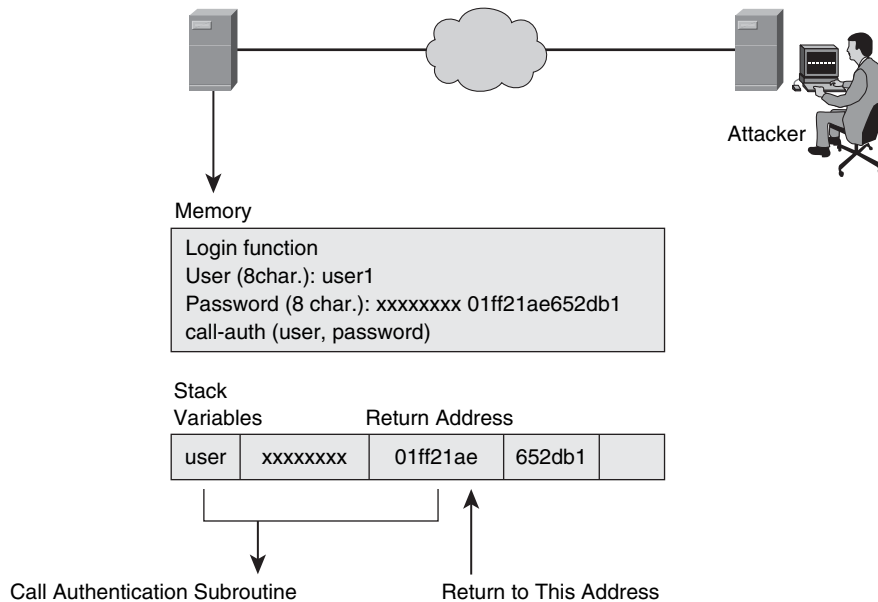 Attacker
Memory
Login function
User (8char.): user1
Password (8 char.): xxxxxxxx 01ff21ae652db1
call-auth (user, password)
Stack
Variables Return Address
user xxxxxxxx 01ff21ae 652db1
Call Authentication Subroutine Return to This Address